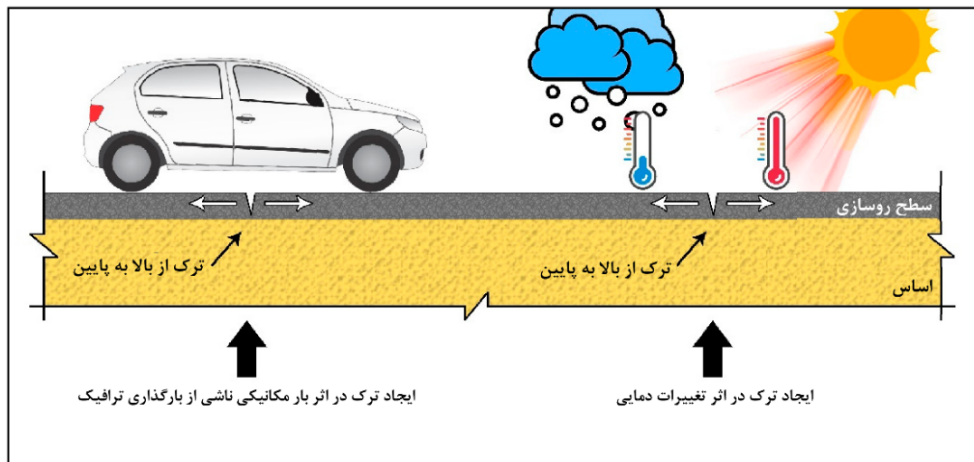 سطح روسازی
ترک از بالا به پایین
ترک از بالا به پایین
اساس
ایجاد ترک در اثر تغییرات دمایی
ایجاد ترک در اثر بار مکانیکی ناشی از بارگذاری ترافیک